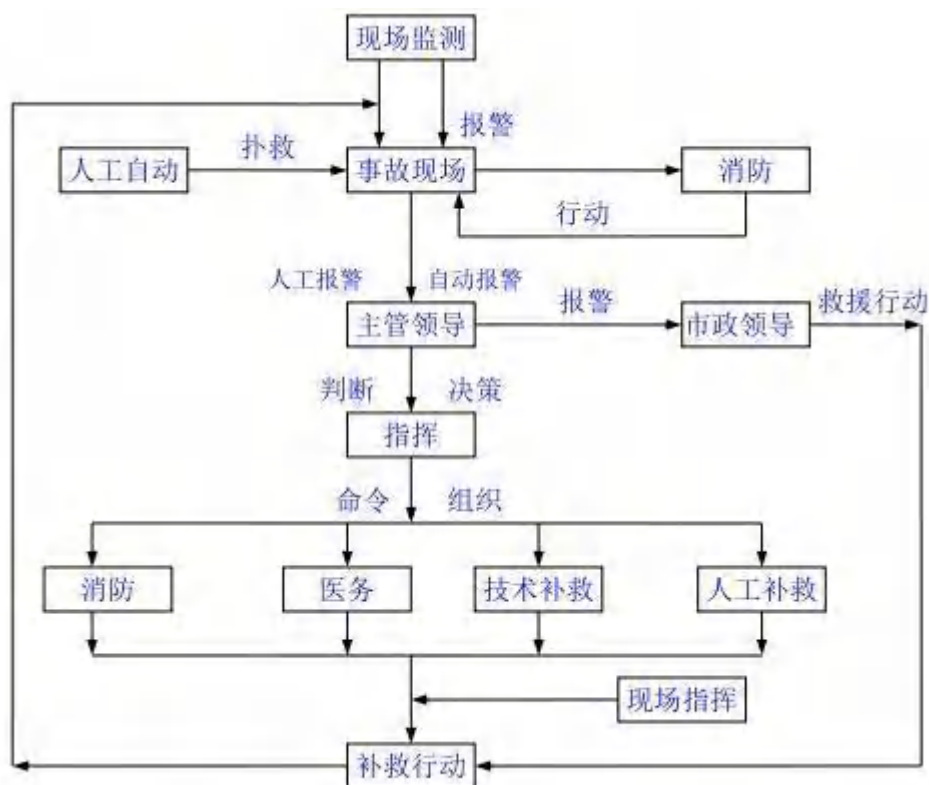 现场监测
报警
扑救
人工自动
事故现场
消防
行动
人工报警 自动报警
报警
救援行动
主管领导
市政领导
判断 决策
指挥
命令 组织
消防
医务
技术补救
人工补救
现场指挥
补救行动